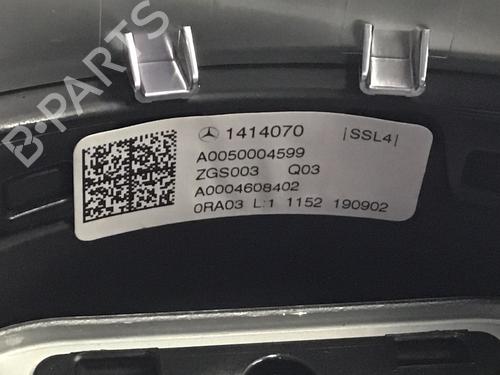 B-PARTS
1414070 |SSL4|
A0050004599
ZGS003 Q03
A0004608402
0RA03 L:1 1152 190902